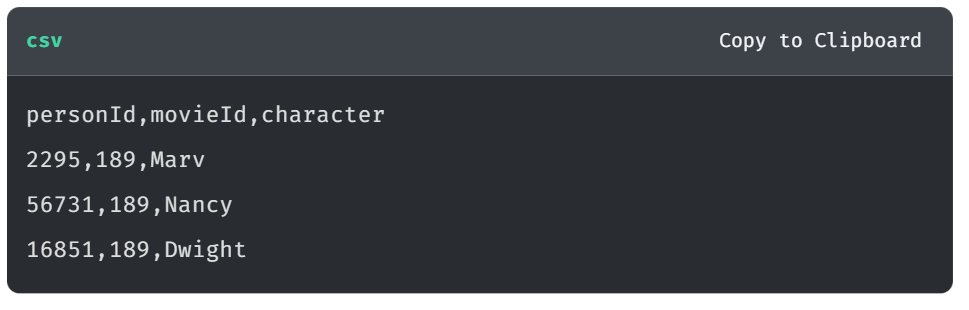 csv
Copy to Clipboard
personId,movieId,character
2295,189,Marv
56731,189,Nancy
16851,189,Dwight